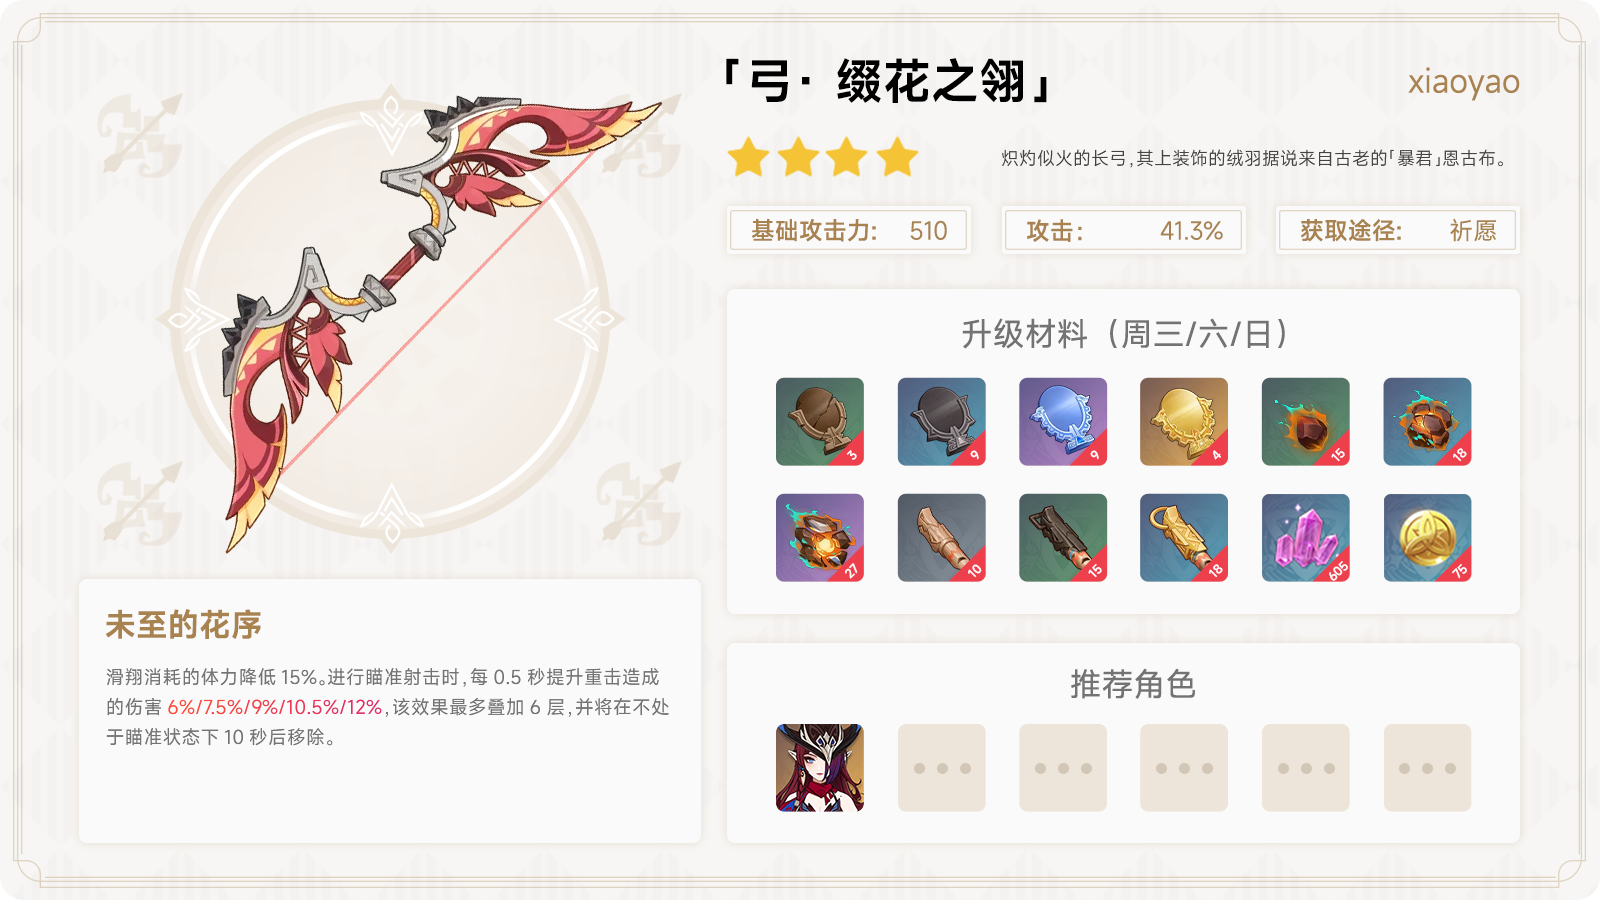 「弓· 缀花之翎」
xiaoyao
炽灼似火的长弓,其上装饰的绒羽据说来自古老的「暴君」恩古布。
基础攻击力: 510
攻击: 41.3%
获取途径: 祈愿
升级材料（周三/六/日）
3 9 9 4 15 18
27 10 15 18 605 75
未至的花序
滑翔消耗的体力降低 15%。进行瞄准射击时,每 0.5 秒提升重击造成
的伤害 6%/7.5%/9%/10.5%/12%,该效果最多叠加 6 层,并将在不处
于瞄准状态下 10 秒后移除。
推荐角色